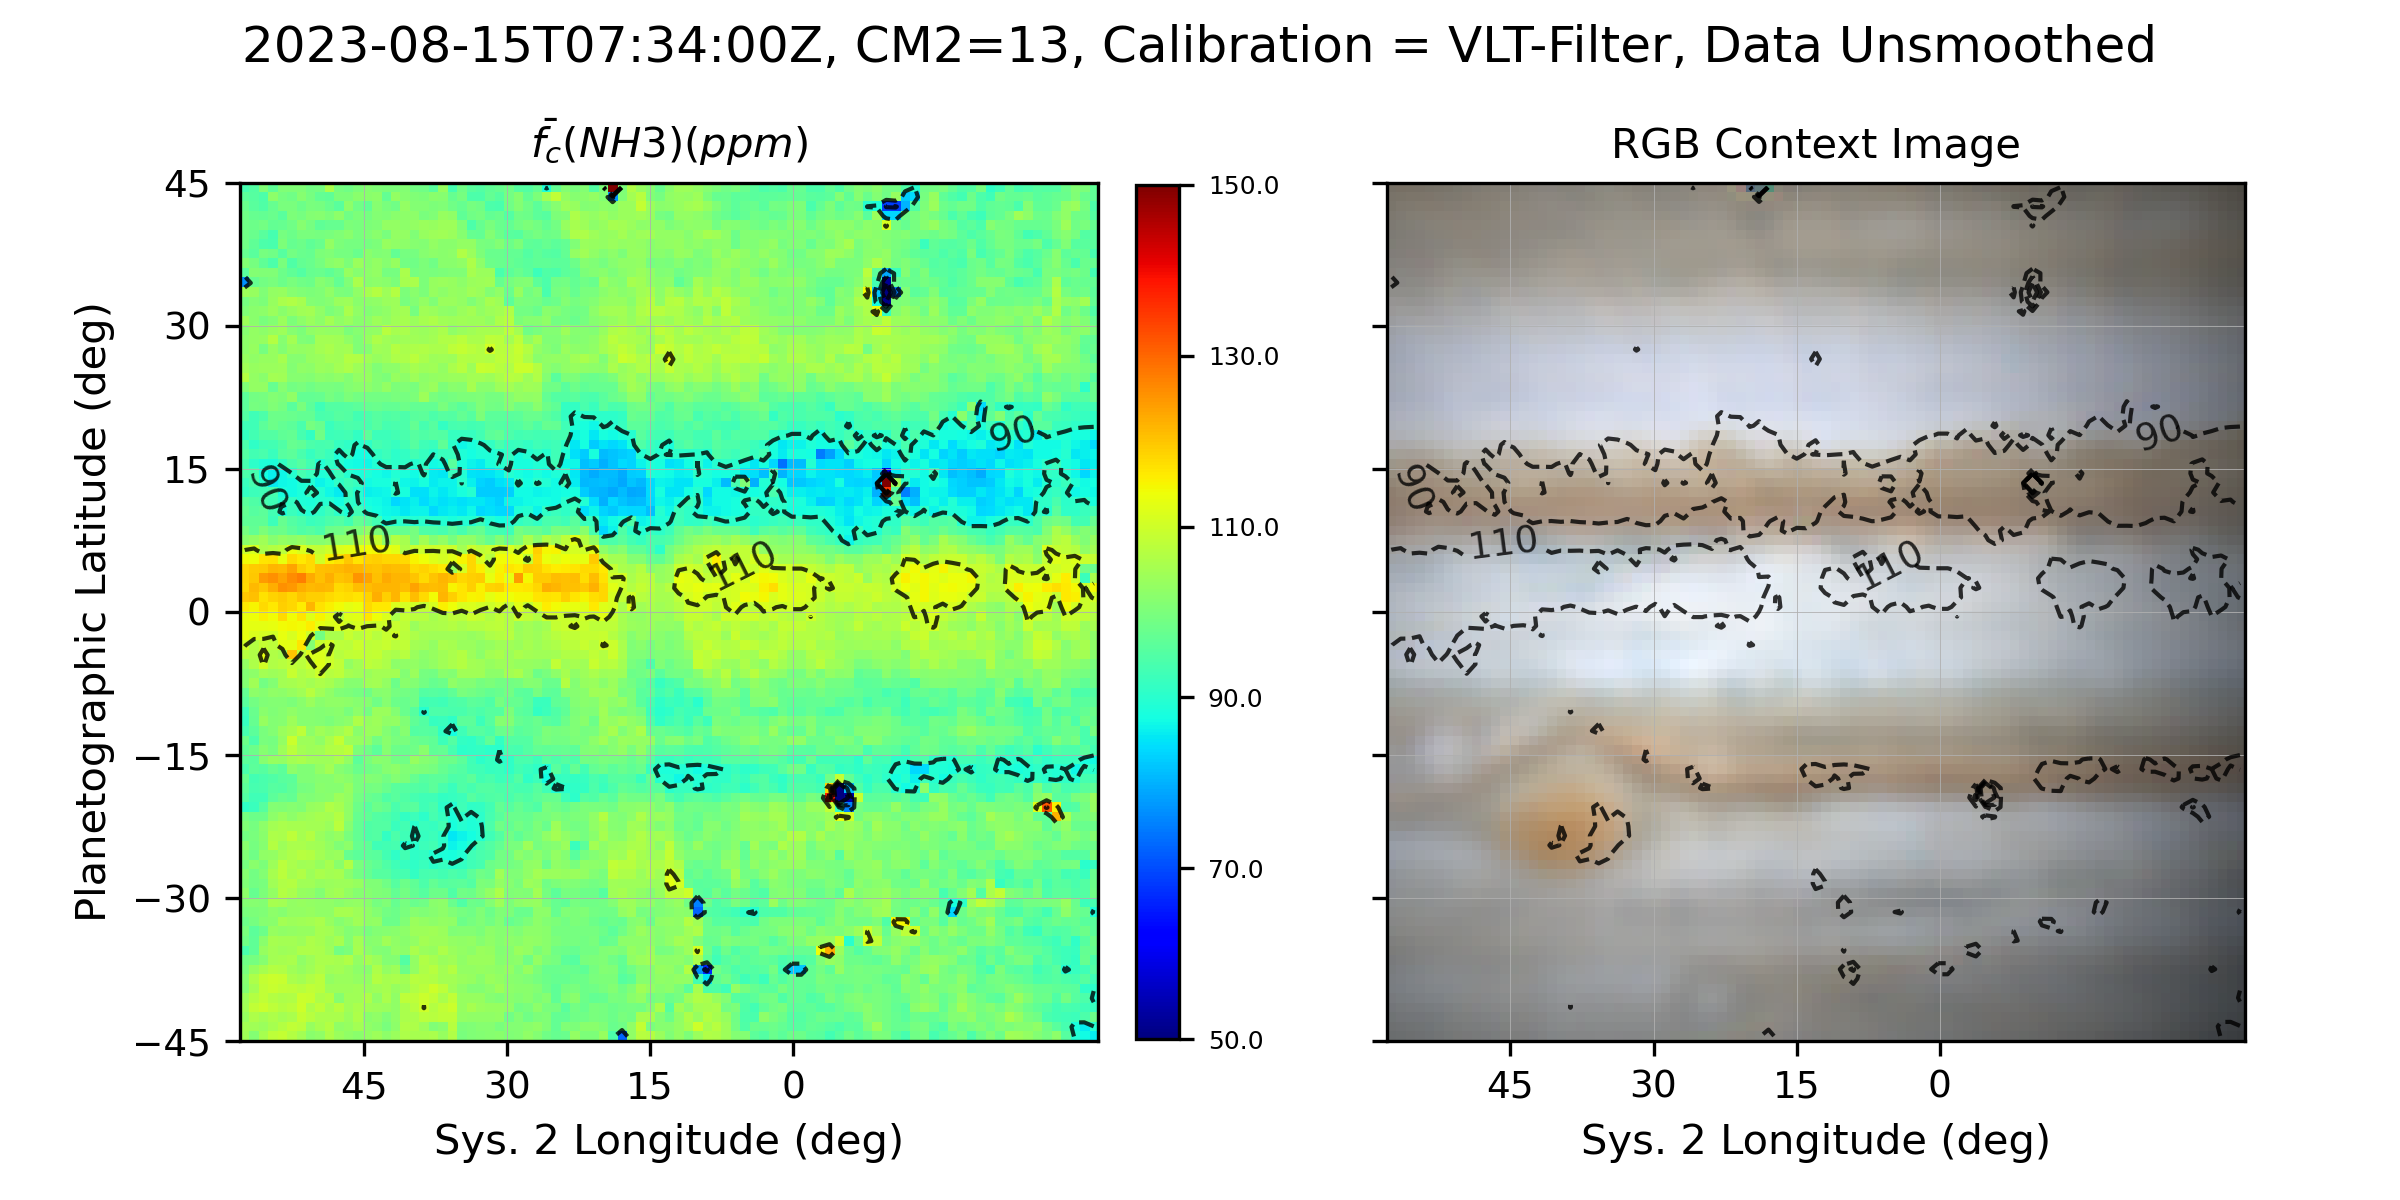 2023-08-15T07:34:00Z, CM2=13, Calibration = VLT-Filter, Data Unsmoothed
f̄c(NH3)(ppm)
RGB Context Image
Planetographic Latitude (deg)
45
30
15
0
−15
−30
−45
90
90
110
110
150.0
130.0
110.0
90.0
70.0
50.0
90
90
110
110
45 30 15 0
45 30 15 0
Sys. 2 Longitude (deg)
Sys. 2 Longitude (deg)